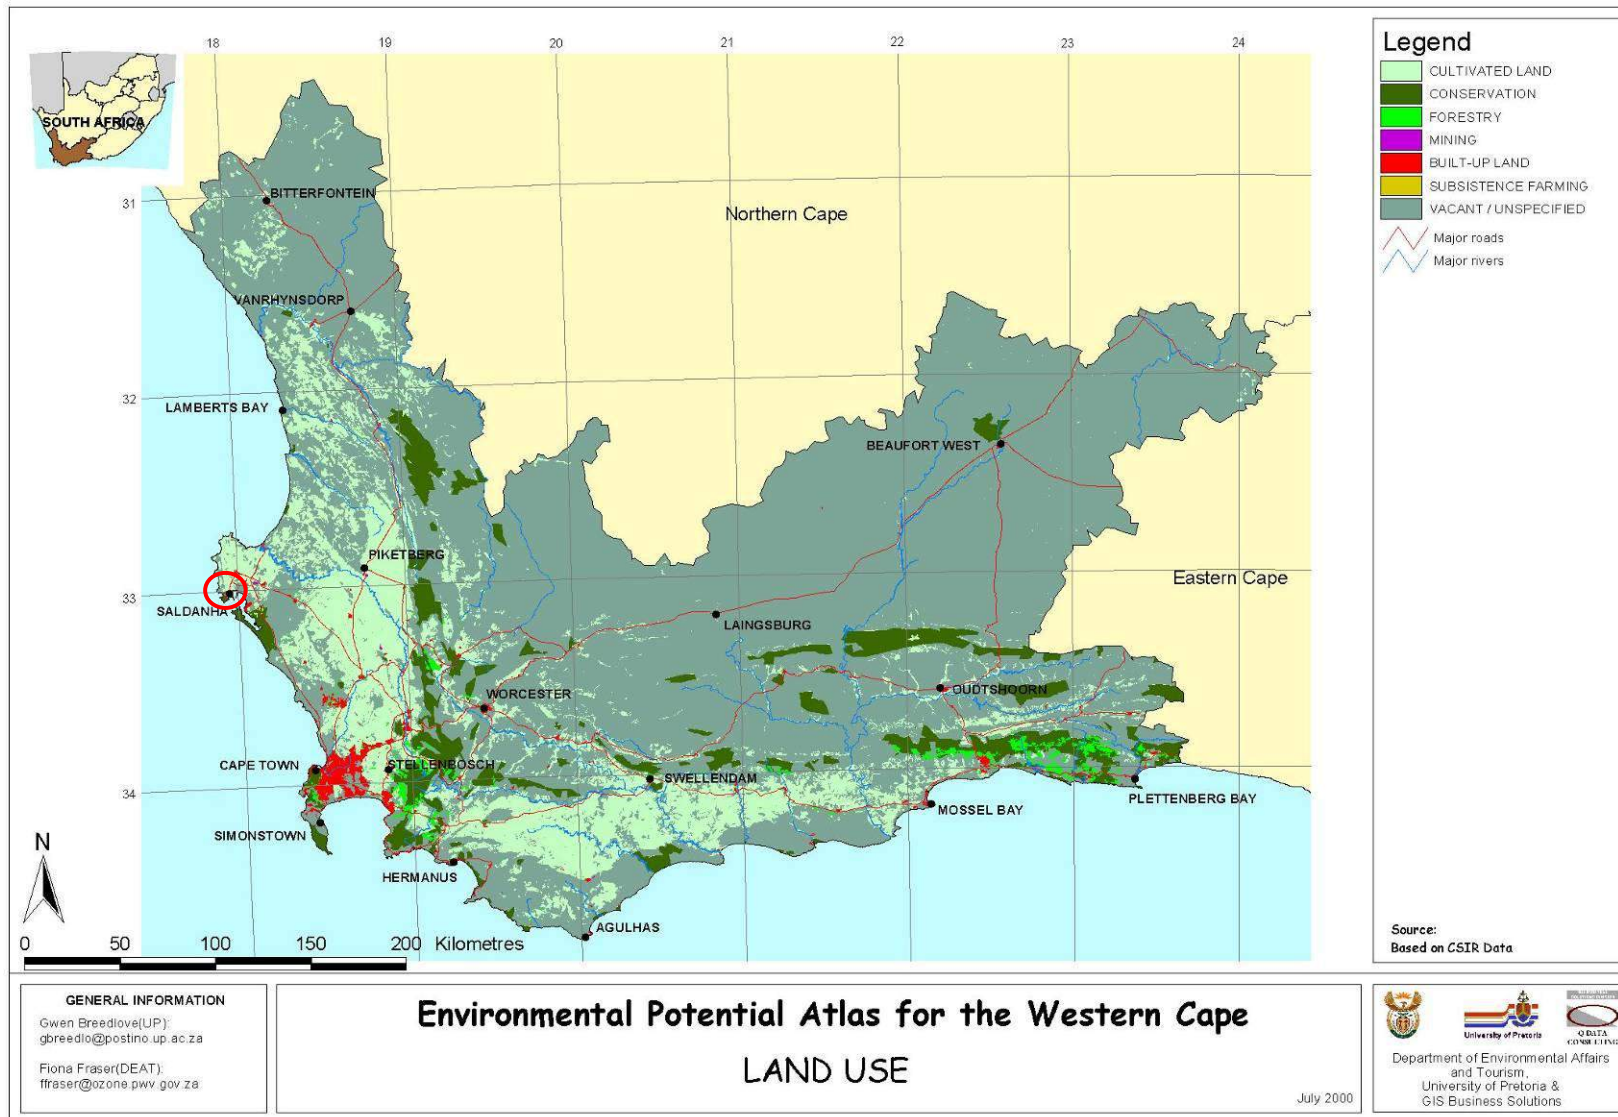 18 19 20 21 22 23 24
SOUTH AFRICA
31
32
33
34
BITTERFONTEIN
Northern Cape
VANRHYNSDORP
LAMBERTS BAY
BEAUFORT WEST
PIKETBERG
Eastern Cape
SALDANHA
LAINGSBURG
WORCESTER
OUDTSHOORN
CAPE TOWN
STELLENBOSCH
SWELLENDAM
PLETTENBERG BAY
MOSSEL BAY
SIMONSTOWN
HERMANUS
AGULHAS
N
0 50 100 150 200 Kilometres
Legend
CULTIVATED LAND
CONSERVATION
FORESTRY
MINING
BUILT-UP LAND
SUBSISTENCE FARMING
VACANT / UNSPECIFIED
Major roads
Major rivers
Source:
Based on CSIR Data
GENERAL INFORMATION
Gwen Breedlove(UP):
gbreedlo@postino.up.ac.za
Fiona Fraser(DEAT):
ffraser@ozone.pwv.gov.za
Environmental Potential Atlas for the Western Cape
LAND USE
July 2000
University of Pretoria
Q DATA
CONSULTING
Department of Environmental Affairs
and Tourism,
University of Pretoria &
GIS Business Solutions